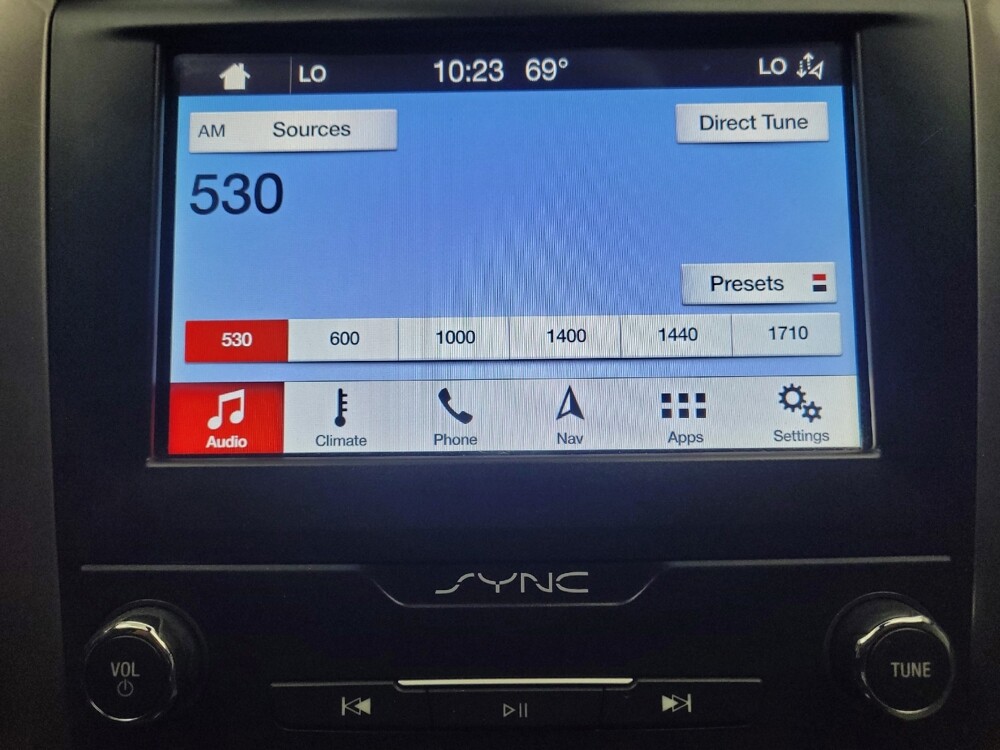 LO 10:23 69° LO
AM Sources Direct Tune
530
Presets
530 600 1000 1400 1440 1710
Audio Climate Phone Nav Apps Settings
SYNC
VOL TUNE